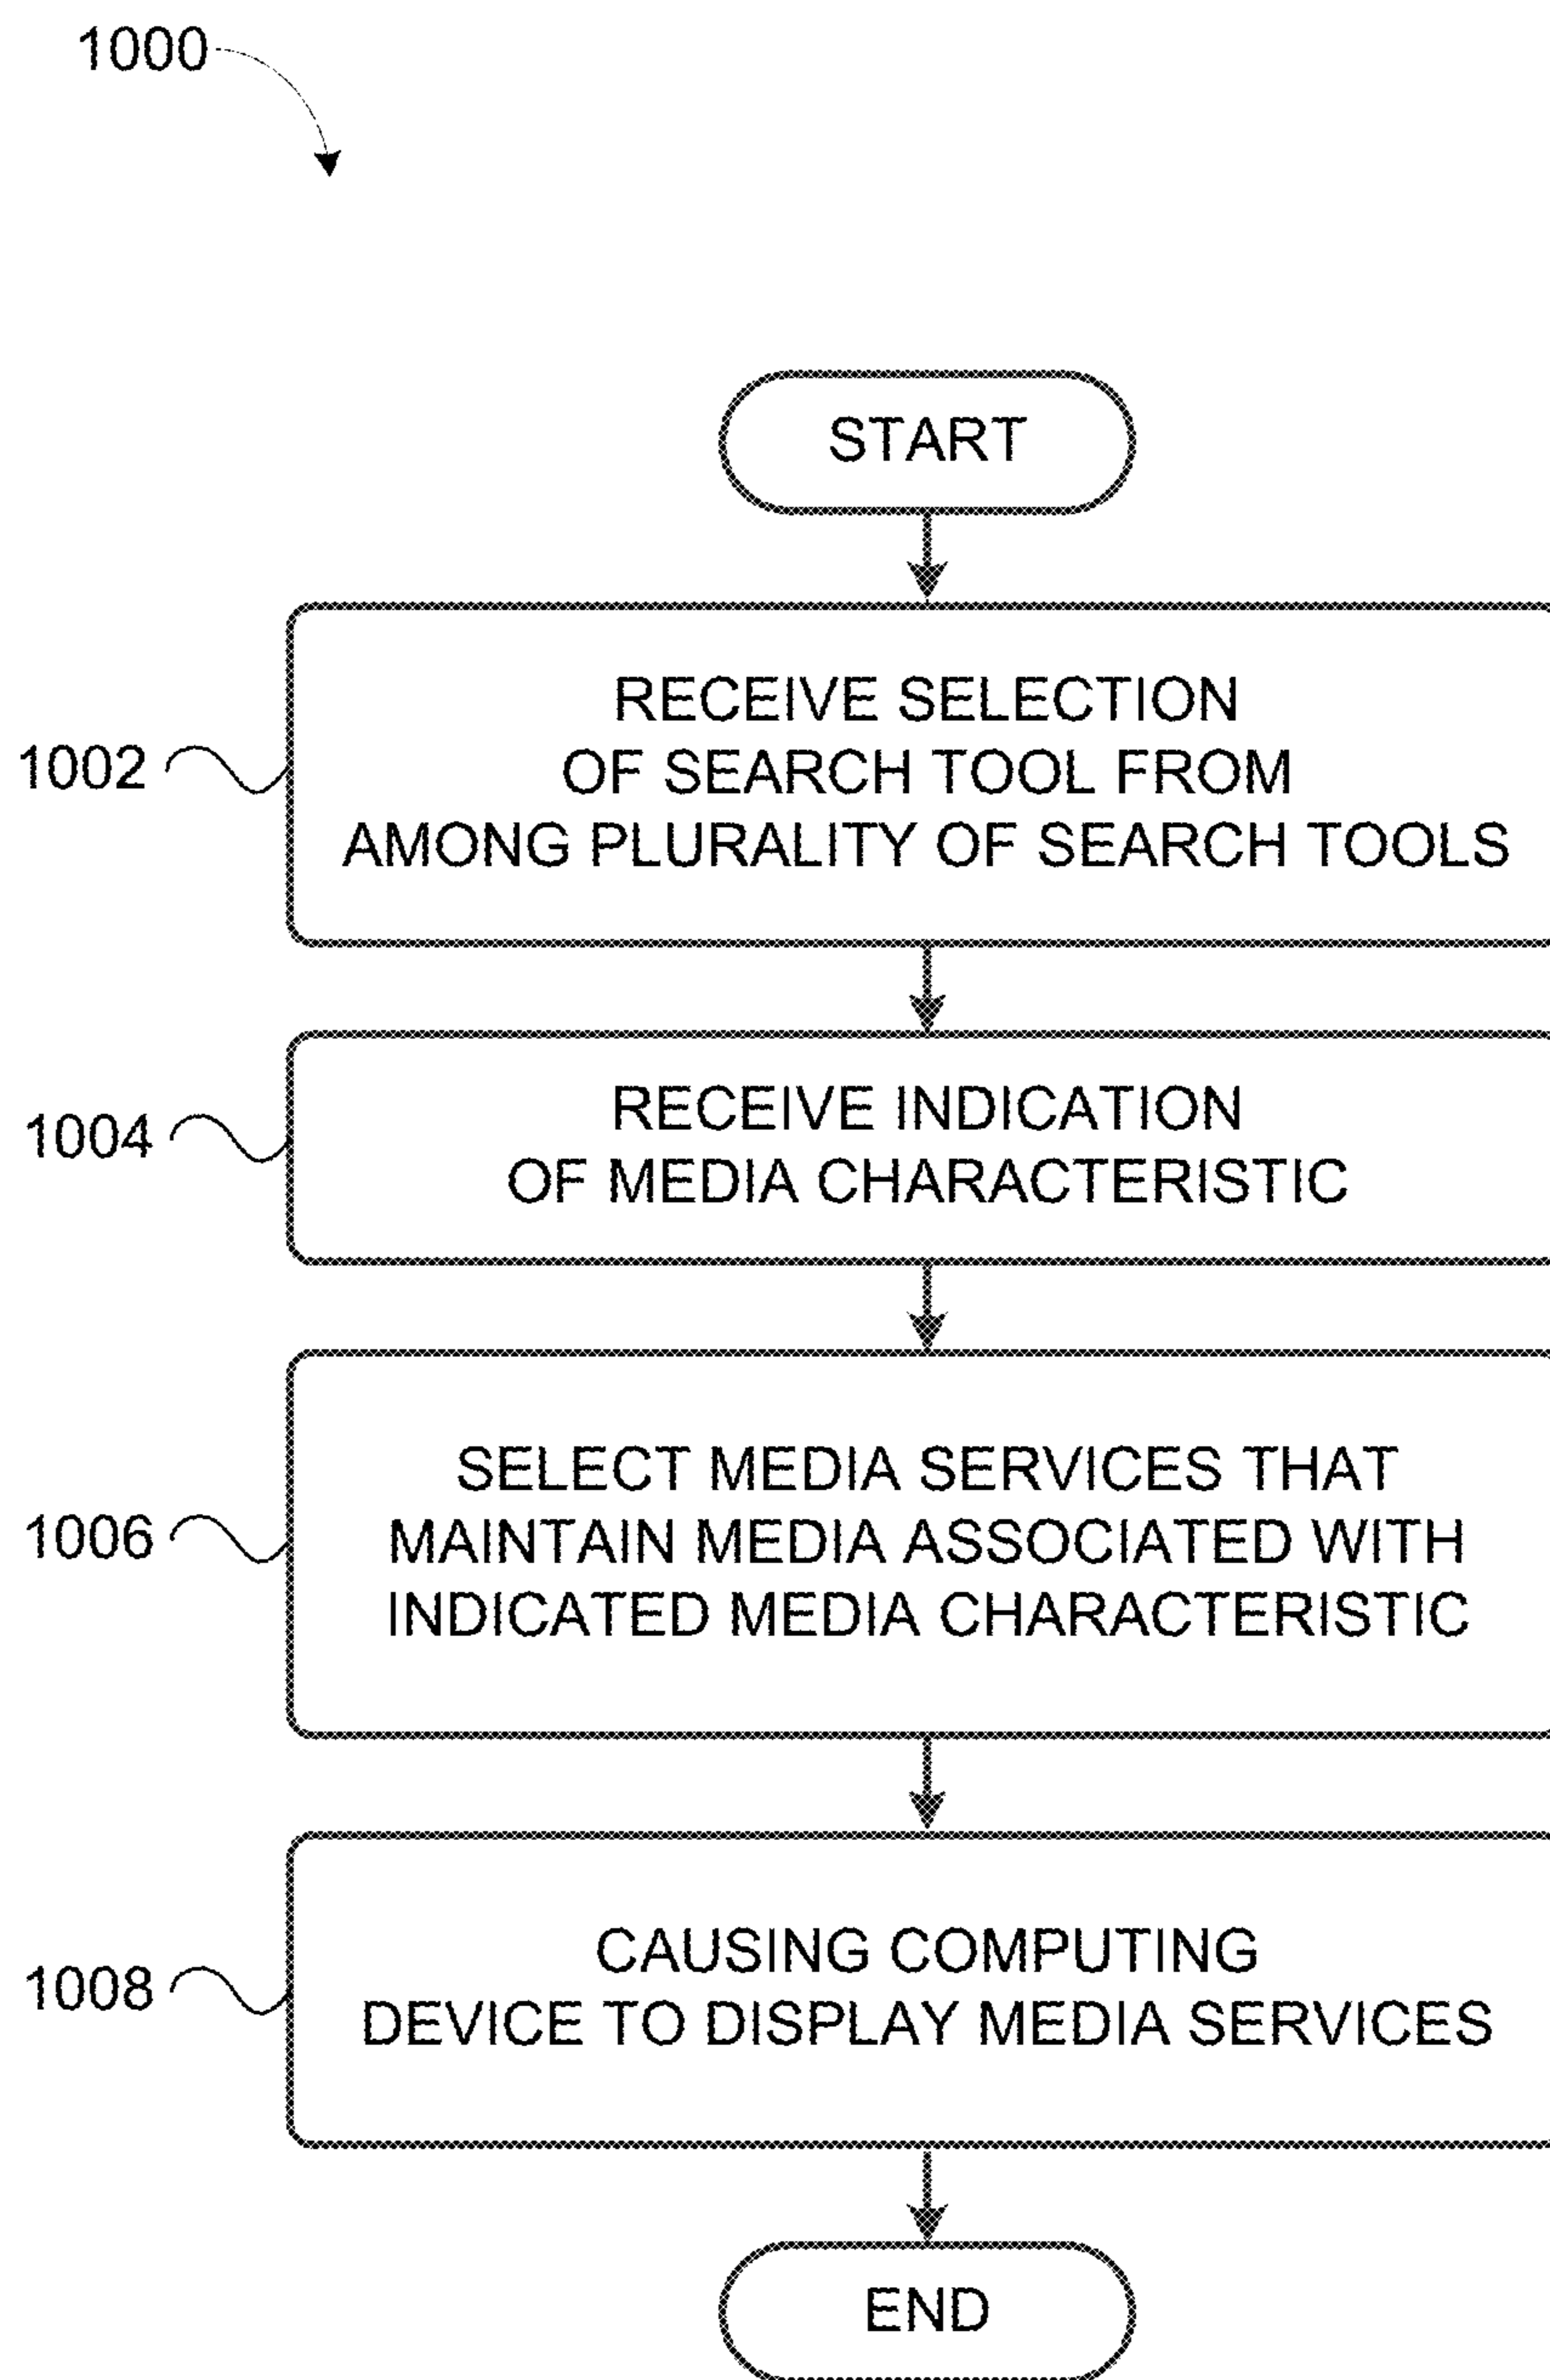 1000
START
RECEIVE SELECTION
OF SEARCH TOOL FROM
AMONG PLURALITY OF SEARCH TOOLS
1002
RECEIVE INDICATION
OF MEDIA CHARACTERISTIC
1004
SELECT MEDIA SERVICES THAT
MAINTAIN MEDIA ASSOCIATED WITH
INDICATED MEDIA CHARACTERISTIC
1006
CAUSING COMPUTING
DEVICE TO DISPLAY MEDIA SERVICES
1008
END